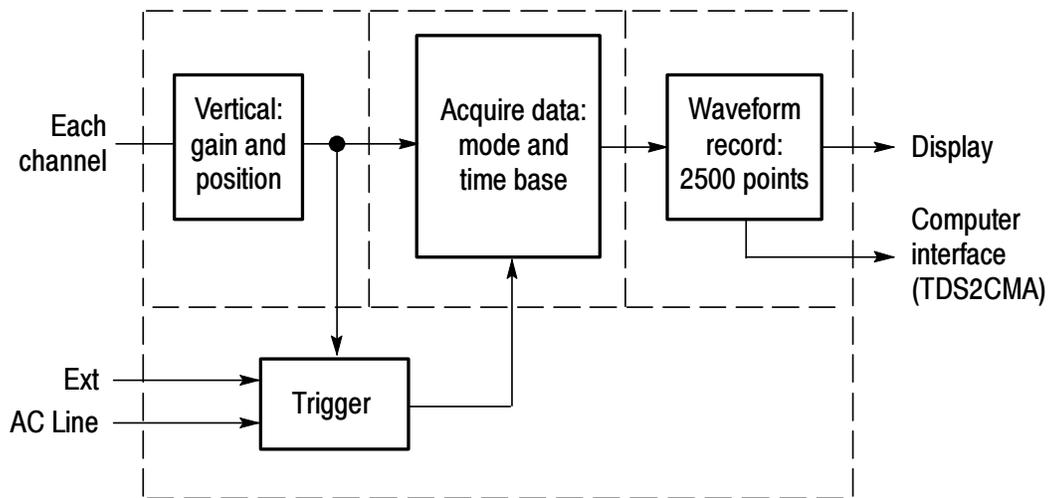 Each
channel
Vertical:
gain and
position
Acquire data:
mode and
time base
Waveform
record:
2500 points
Display
Computer
interface
(TDS2CMA)
Ext
AC Line
Trigger